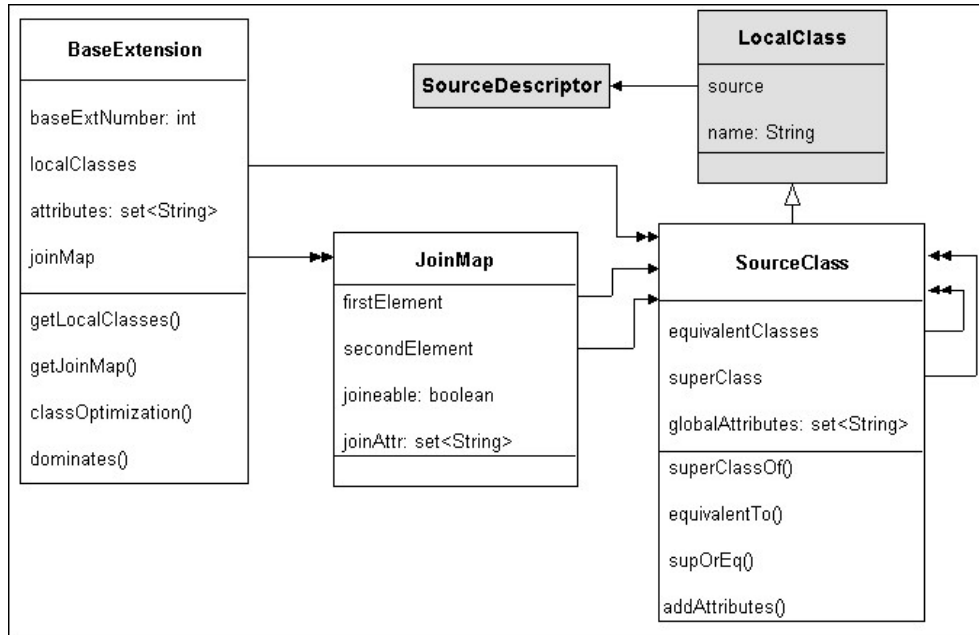 BaseExtension
baseExtNumber: int
localClasses
attributes: set<String>
joinMap
getLocalClasses()
getJoinMap()
classOptimization()
dominates()
SourceDescriptor
LocalClass
source
name: String
JoinMap
firstElement
secondElement
joineable: boolean
joinAttr: set<String>
SourceClass
equivalentClasses
superClass
globalAttributes: set<String>
superClassOf()
equivalentTo()
supOrEq()
addAttributes()